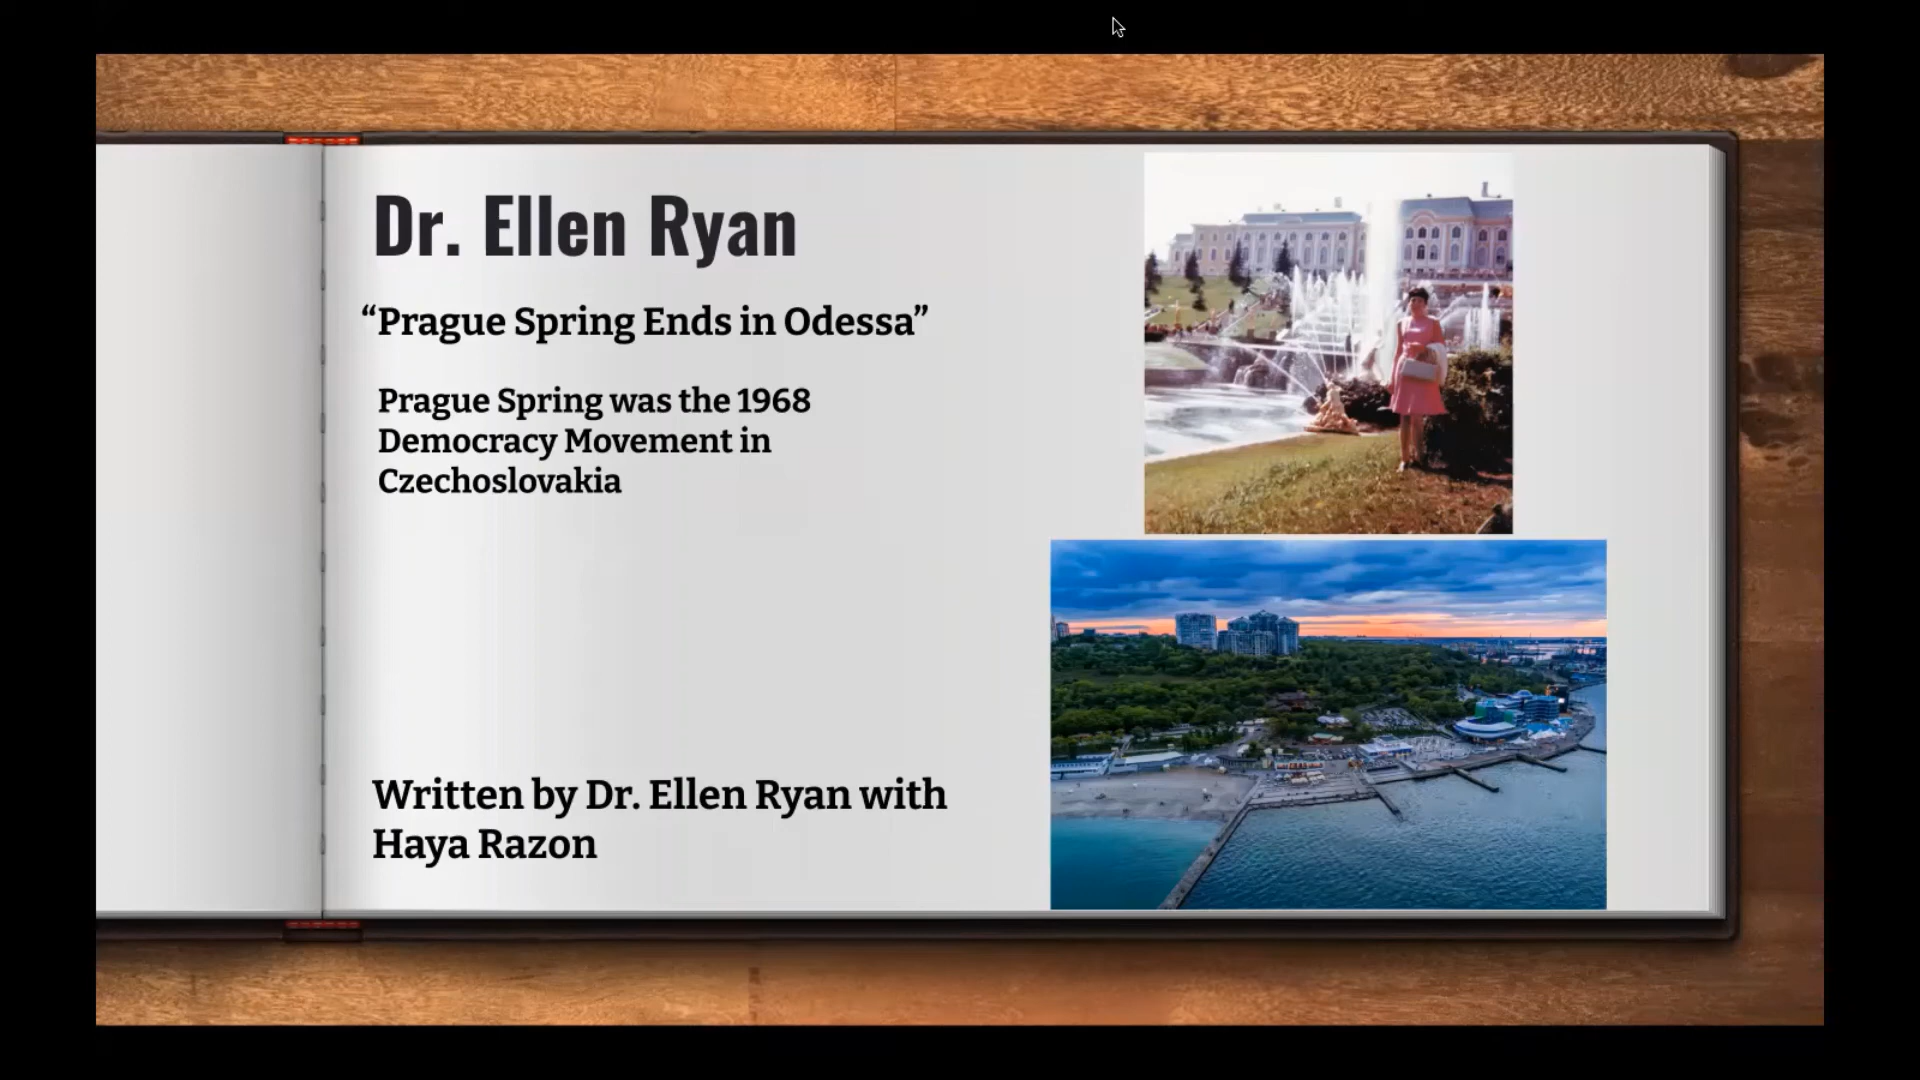 Dr. Ellen Ryan
“Prague Spring Ends in Odessa”
Prague Spring was the 1968
Democracy Movement in
Czechoslovakia
Written by Dr. Ellen Ryan with
Haya Razon